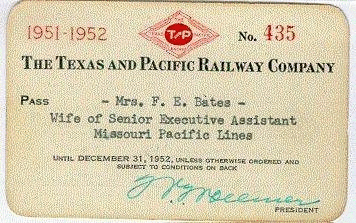 1951-1952
T/P
No. 435
THE TEXAS AND PACIFIC RAILWAY COMPANY
PASS - Mrs. F. E. Bates -
Wife of Senior Executive Assistant
Missouri Pacific Lines
UNTIL DECEMBER 31, 1952, UNLESS OTHERWISE ORDERED AND
SUBJECT TO CONDITIONS ON BACK
PRESIDENT